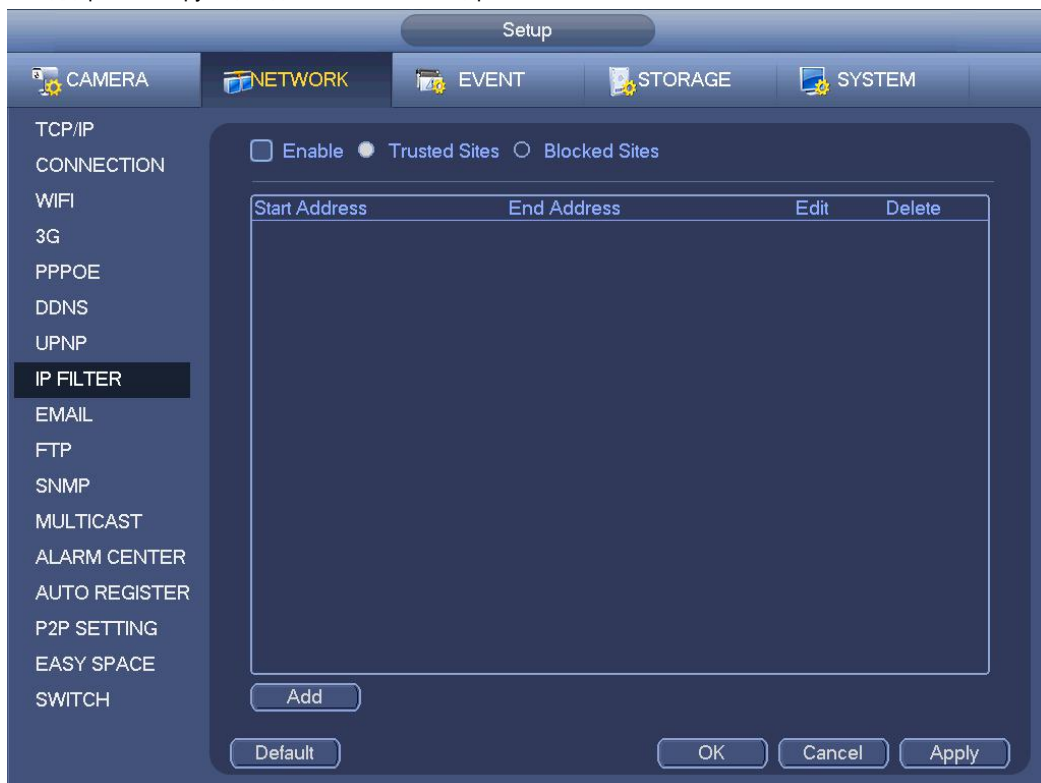 Setup
CAMERA NETWORK EVENT STORAGE SYSTEM
TCP/IP
CONNECTION
WIFI
3G
PPPOE
DDNS
UPNP
IP FILTER
EMAIL
FTP
SNMP
MULTICAST
ALARM CENTER
AUTO REGISTER
P2P SETTING
EASY SPACE
SWITCH
Enable Trusted Sites Blocked Sites
Start Address End Address Edit Delete
Add
Default OK Cancel Apply